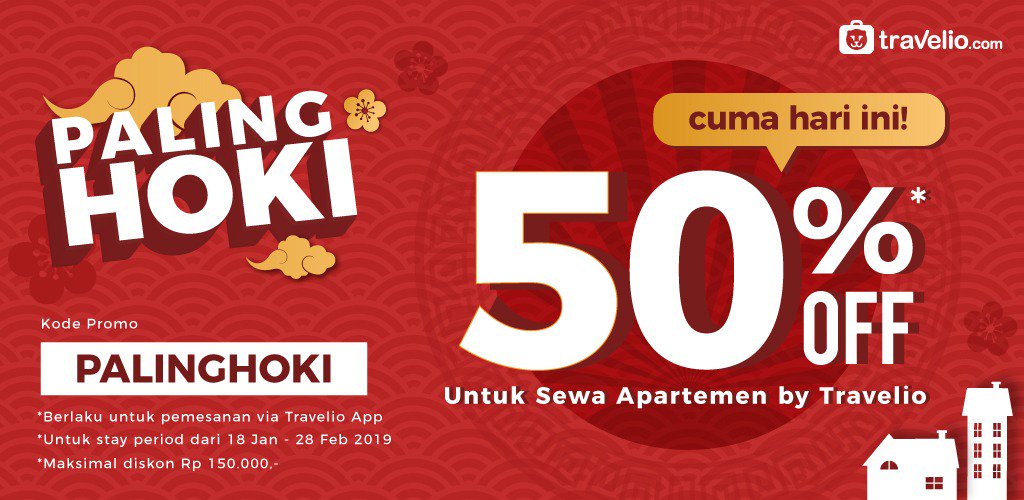 travelio.com
PALING
HOKI
cuma hari ini!
50%*
OFF
Untuk Sewa Apartemen by Travelio
Kode Promo
PALINGHOKI
*Berlaku untuk pemesanan via Travelio App
*Untuk stay period dari 18 Jan - 28 Feb 2019
*Maksimal diskon Rp 150.000,-